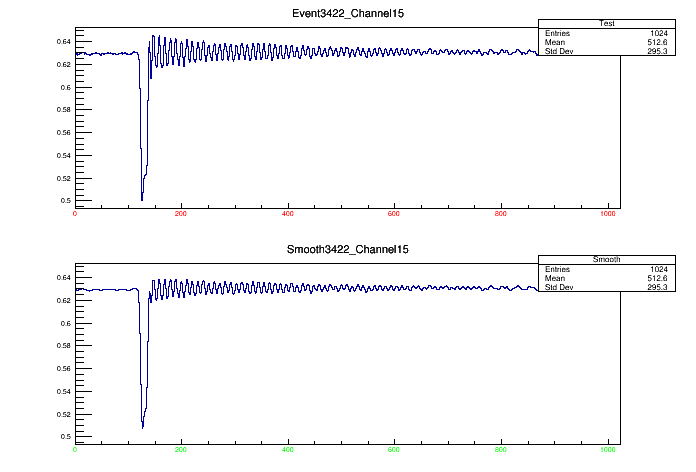 Event3422_Channel15
Test
Entries 1024
Mean 512.6
Std Dev 295.3
0.64
0.62
0.6
0.58
0.56
0.54
0.52
0.5
0 200 400 600 800 1000
Smooth3422_Channel15
Smooth
Entries 1024
Mean 512.6
Std Dev 295.3
0.64
0.62
0.6
0.58
0.56
0.54
0.52
0.5
0 200 400 600 800 1000